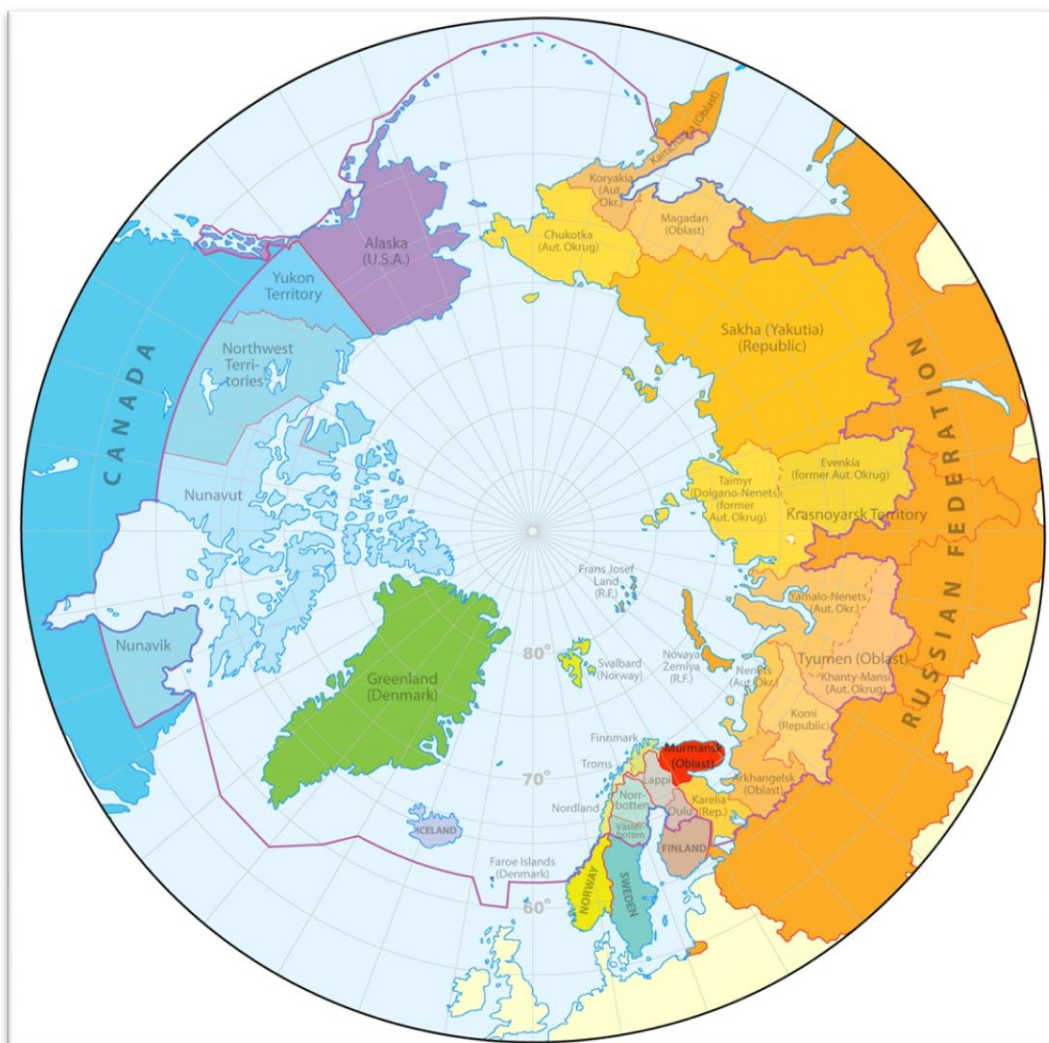 Alaska
(U.S.A.)
Yukon
Territory
Northwest
Terri-
tories
CANADA
Nunavut
Nunavik
Greenland
(Denmark)
ICELAND
Faroe Islands
(Denmark)
80°
70°
60°
Kamchatka (Oblast)
Koryakia
(Aut.
Okr.)
Magadan
(Oblast)
Chukotka
(Aut. Okrug)
Sakha (Yakutia)
(Republic)
RUSSIAN FEDERATION
Evenkia
(former Aut. Okrug)
Taimyr
(Dolgano-Nenets)
(former
Aut. Okrug)
Krasnoyarsk Territory
Frans Josef
Land
(R.F.)
Yamalo-Nenets
(Aut. Okr.)
Svalbard
(Norway)
Novaya
Zemlya
(R.F.)
Nenets
(Aut. Okr.)
Tyumen (Oblast)
Khanty-Mansi
(Aut. Okrug)
Komi
(Republic)
Finnmark
Troms
Murmansk
(Oblast)
Lappi
Arkhangelsk
(Oblast)
Nordland
Norr-
botten
Oulu
Karelia
(Rep.)
Väster-
botten
FINLAND
NORWAY
SWEDEN